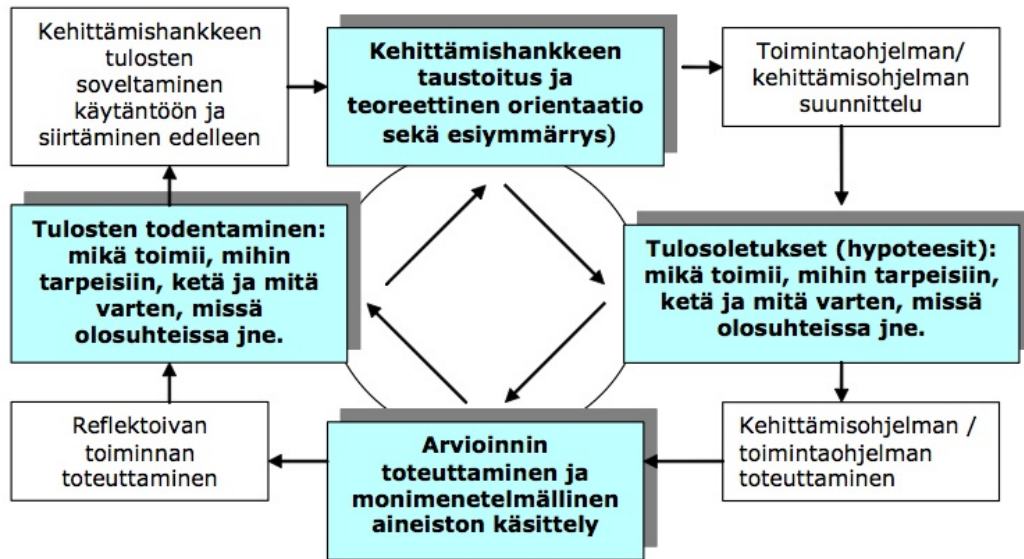 Kehittämishankkeen
tulosten
soveltaminen
käytäntöön ja
siirtäminen edelleen
Kehittämishankkeen
taustoitus ja
teoreettinen orientaatio
sekä esiymmärrys)
Toimintaohjelman/
kehittämisohjelman
suunnittelu
Tulosten todentaminen:
mikä toimii, mihin
tarpeisiin, ketä ja mitä
varten, missä
olosuhteissa jne.
Tulosoletukset (hypoteesit):
mikä toimii, mihin tarpeisiin,
ketä ja mitä varten, missä
olosuhteissa jne.
Reflektoivan
toiminnan
toteuttaminen
Arvioinnin
toteuttaminen ja
monimenetelmällinen
aineiston käsittely
Kehittämisohjelman /
toimintaohjelman
toteuttaminen